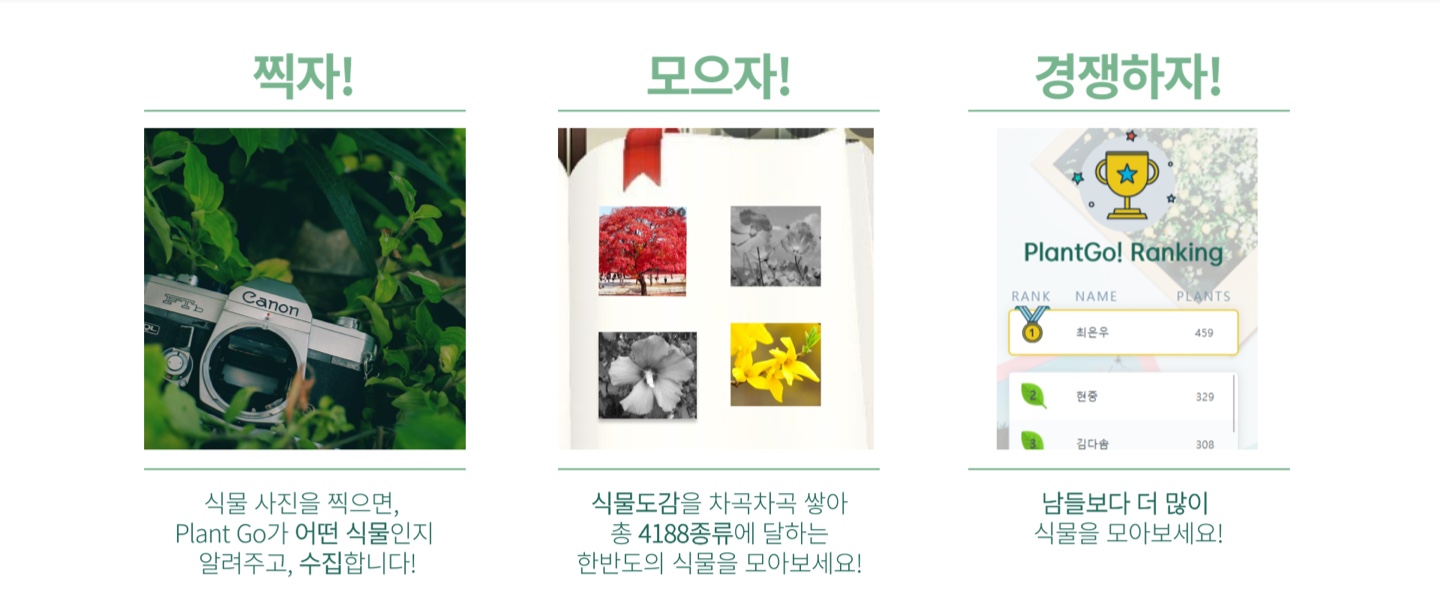 찍자!
Canon
FTb
QL
식물 사진을 찍으면,
Plant Go가 어떤 식물인지
알려주고, 수집합니다!
모으자!
식물도감을 차곡차곡 쌓아
총 4188종류에 달하는
한반도의 식물을 모아보세요!
경쟁하자!
PlantGo! Ranking
RANK NAME PLANTS
1 최은우 459
2 현중 329
3 김다솜 308
남들보다 더 많이
식물을 모아보세요!